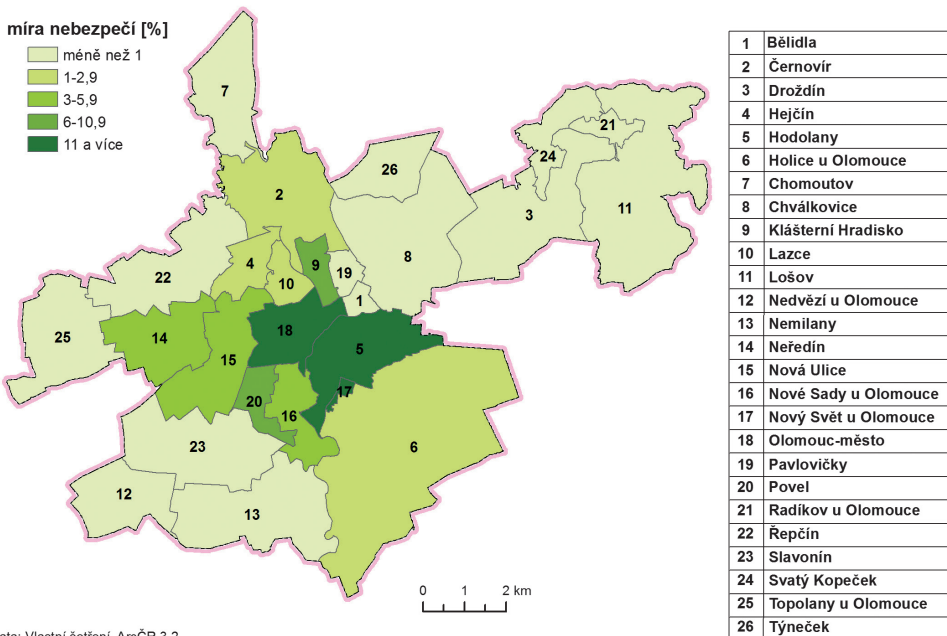 míra nebezpečí [%]
méně než 1
1-2,9
3-5,9
6-10,9
11 a více
7
2
26
21
24
3
11
22
4
9
19
8
10
1
25
14
15
18
5
17
20
16
23
6
12
13
0 1 2 km
1 Bělidla
2 Černovír
3 Droždín
4 Hejčín
5 Hodolany
6 Holice u Olomouce
7 Chomoutov
8 Chválkovice
9 Klášterní Hradisko
10 Lazce
11 Lošov
12 Nedvězí u Olomouce
13 Nemilany
14 Neředín
15 Nová Ulice
16 Nové Sady u Olomouce
17 Nový Svět u Olomouce
18 Olomouc-město
19 Pavlovičky
20 Povel
21 Radíkov u Olomouce
22 Řepčín
23 Slavonín
24 Svatý Kopeček
25 Topolany u Olomouce
26 Týneček